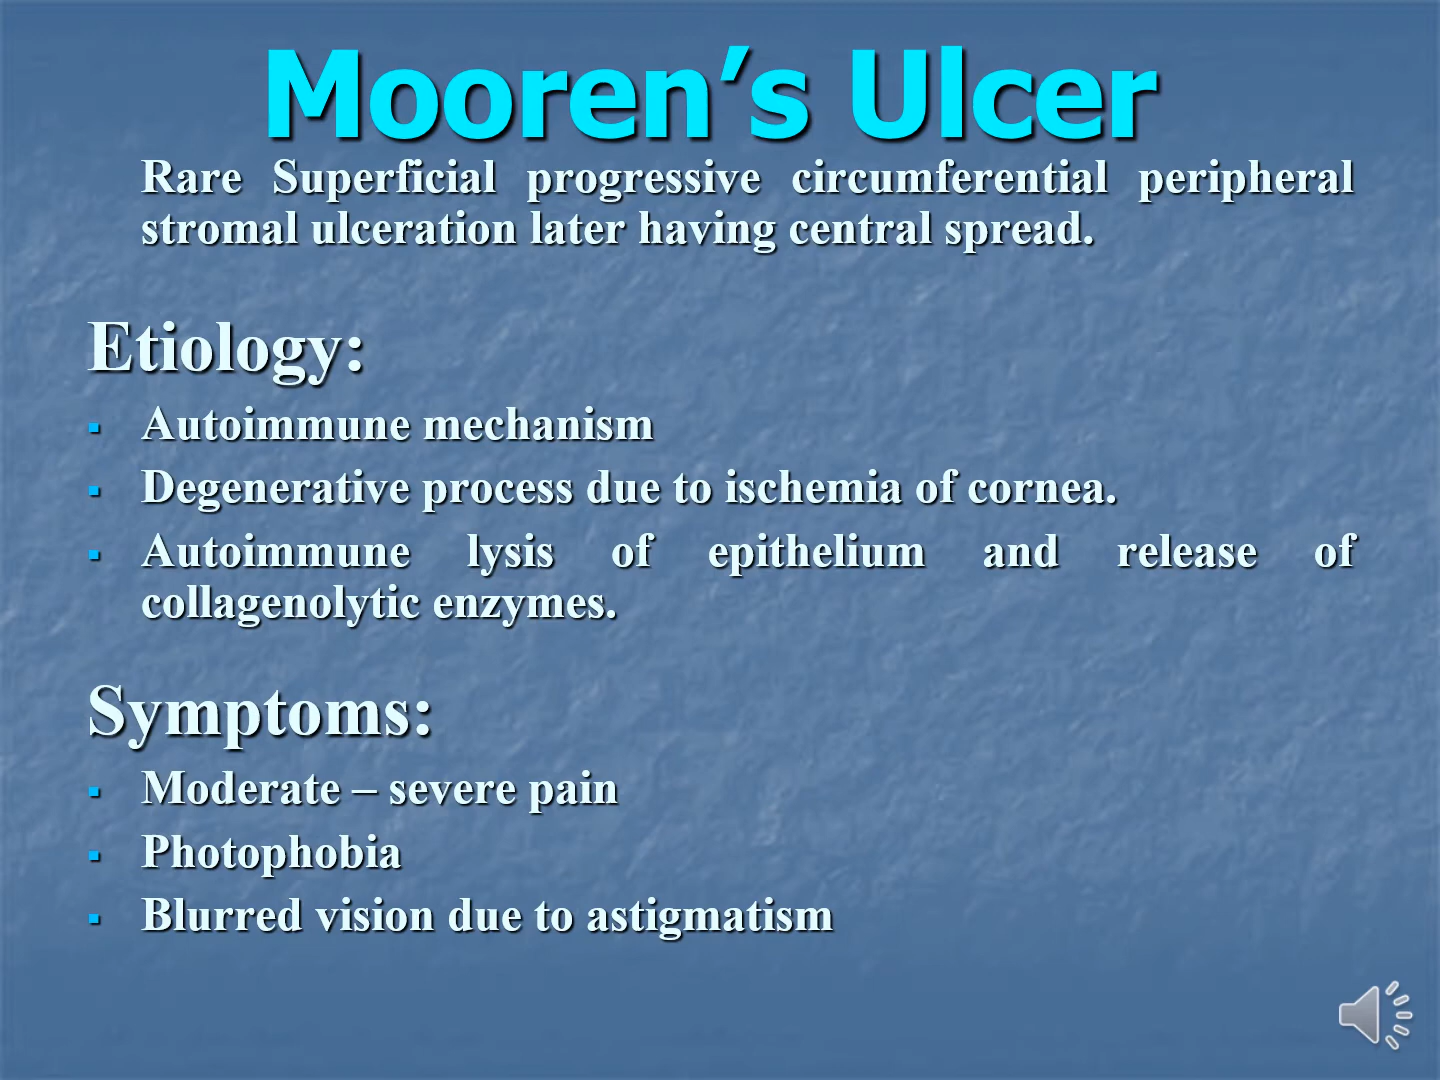 Mooren’s Ulcer
Rare Superficial progressive circumferential peripheral
stromal ulceration later having central spread.
Etiology:
▪ Autoimmune mechanism
▪ Degenerative process due to ischemia of cornea.
▪ Autoimmune lysis of epithelium and release of
collagenolytic enzymes.
Symptoms:
▪ Moderate – severe pain
▪ Photophobia
▪ Blurred vision due to astigmatism